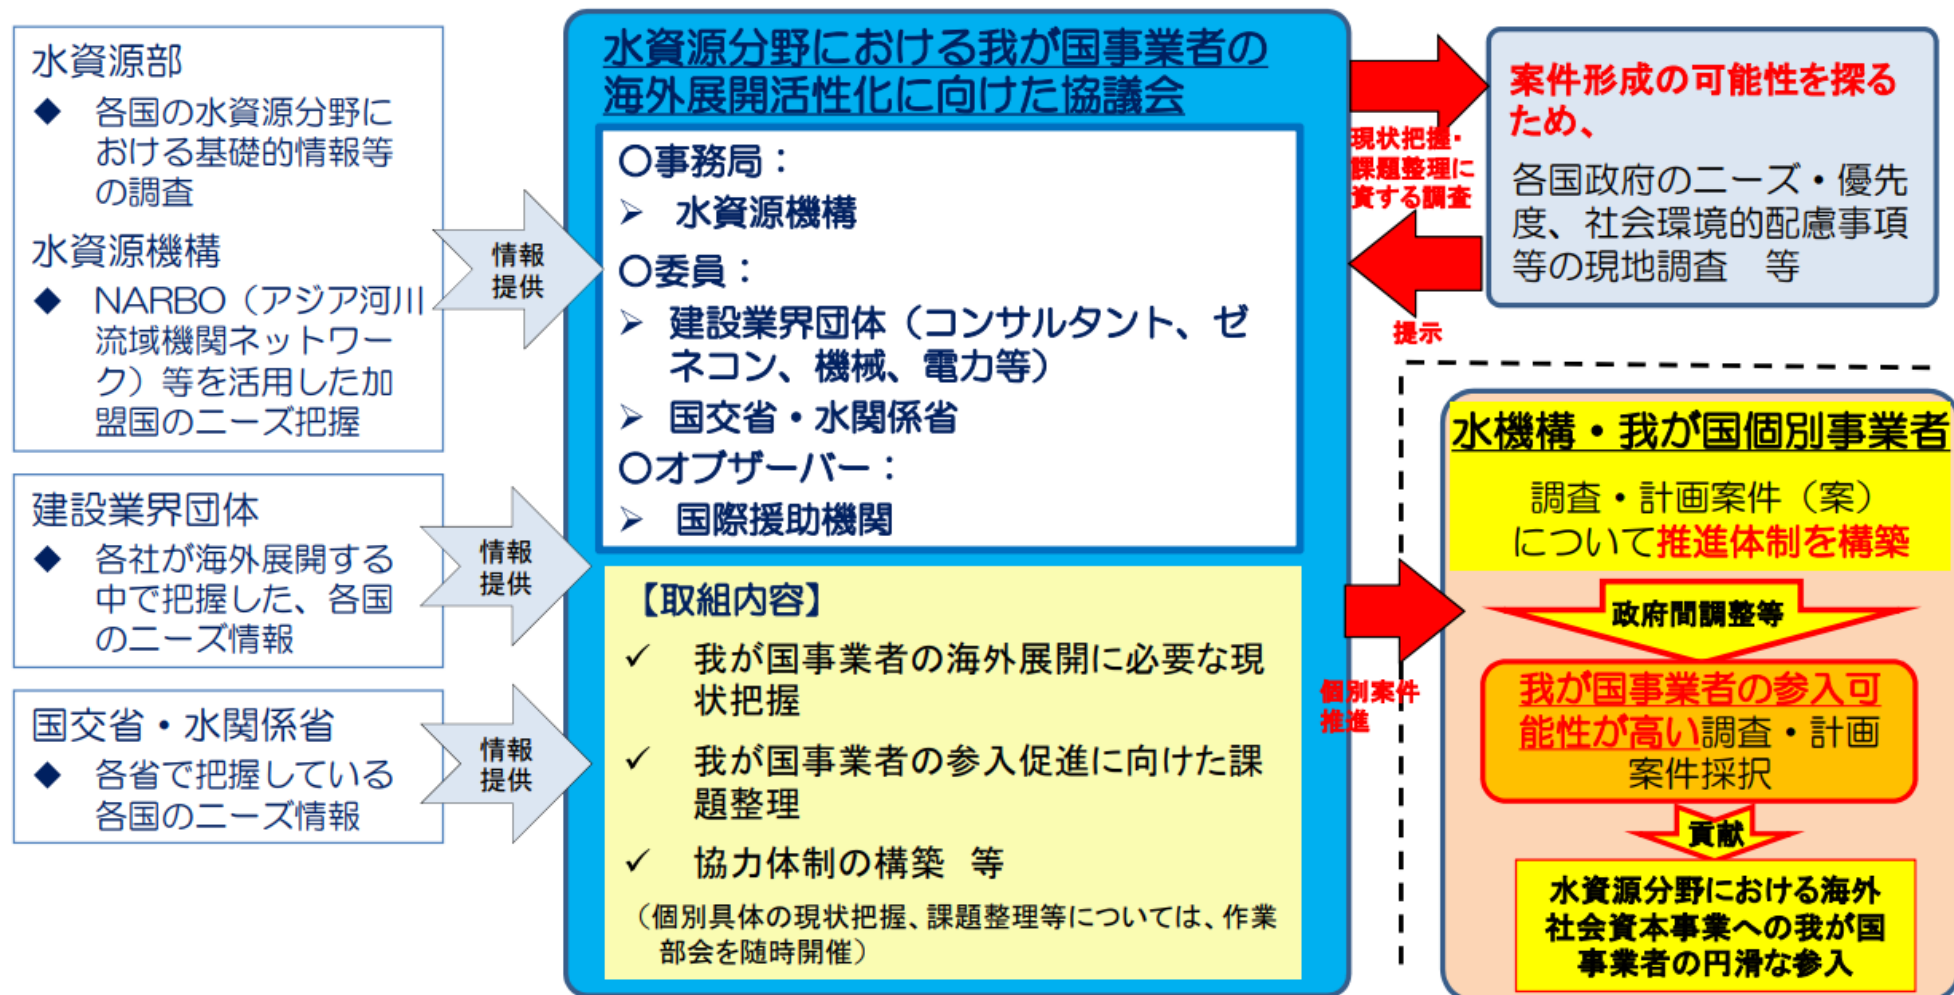 水資源部
◆ 各国の水資源分野に
おける基礎的情報等
の調査
水資源機構
◆ NARBO（アジア河川
流域機関ネットワー
ク）等を活用した加
盟国のニーズ把握
情報
提供
建設業界団体
◆ 各社が海外展開する
中で把握した、各国
のニーズ情報
情報
提供
国交省・水関係省
◆ 各省で把握している
各国のニーズ情報
情報
提供
水資源分野における我が国事業者の
海外展開活性化に向けた協議会
○事務局：
➢ 水資源機構
○委員：
➢ 建設業界団体（コンサルタント、ゼ
ネコン、機械、電力等）
➢ 国交省・水関係省
○オブザーバー：
➢ 国際援助機関
【取組内容】
✓ 我が国事業者の海外展開に必要な現
状把握
✓ 我が国事業者の参入促進に向けた課
題整理
✓ 協力体制の構築　等
（個別具体の現状把握、課題整理等については、作業
部会を随時開催）
現状把握・
課題整理に
資する調査
提示
案件形成の可能性を探る
ため、
各国政府のニーズ・優先
度、社会環境的配慮事項
等の現地調査　等
個別案件
推進
水機構・我が国個別事業者
調査・計画案件（案）
について推進体制を構築
政府間調整等
我が国事業者の参入可
能性が高い調査・計画
案件採択
貢献
水資源分野における海外
社会資本事業への我が国
事業者の円滑な参入